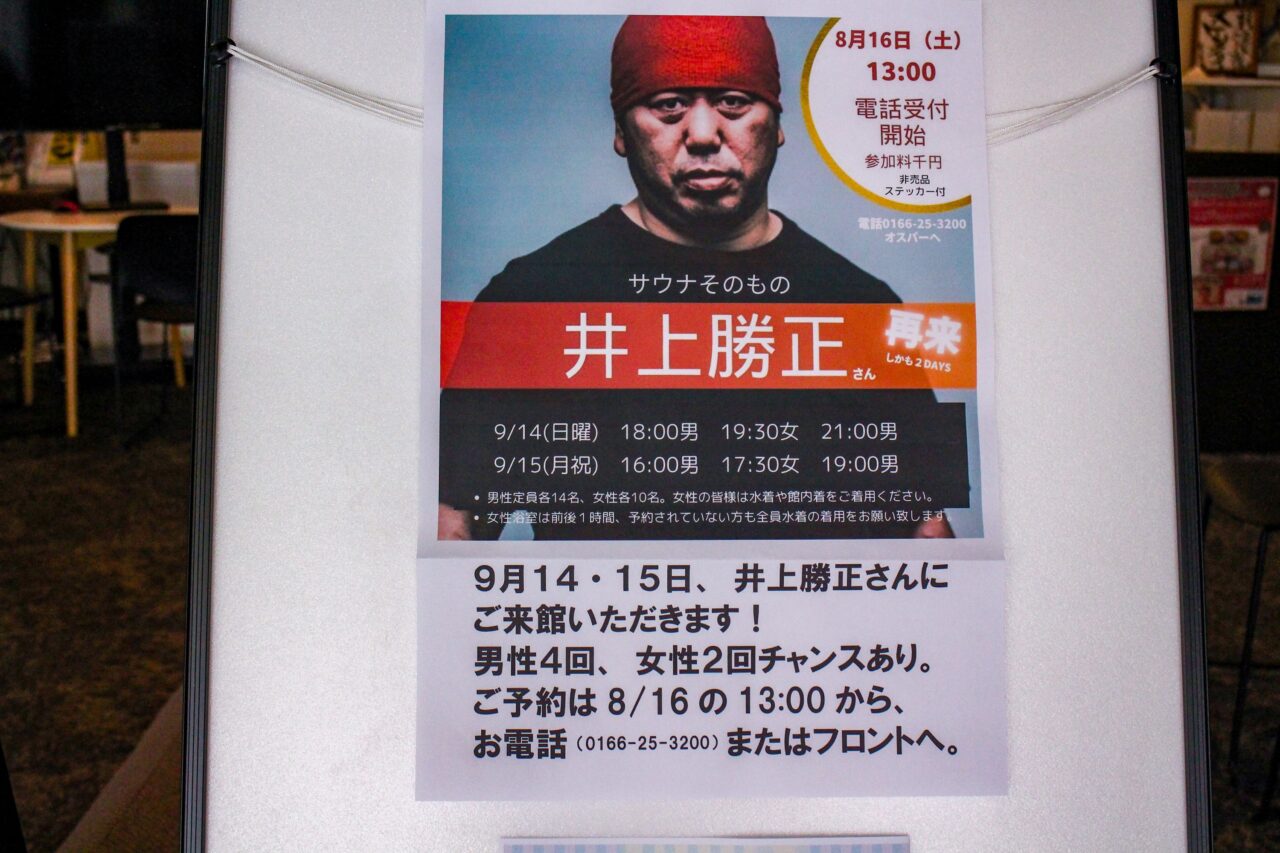 8月16日（土）
13:00
電話受付
開始
参加料千円
非売品
ステッカー付
電話0166-25-3200
オスパーへ
サウナそのもの
井上勝正さん
再来
しかも2DAYS
9/14(日曜) 18:00男 19:30女 21:00男
9/15(月祝) 16:00男 17:30女 19:00男
• 男性定員各14名、女性各10名。女性の皆様は水着や館内着をご着用ください。
• 女性浴室は前後1時間、予約されていない方も全員水着の着用をお願い致します。
9月14・15日、井上勝正さんに
ご来館いただきます！
男性4回、女性2回チャンスあり。
ご予約は 8/16 の 13:00 から、
お電話（0166-25-3200）またはフロントへ。